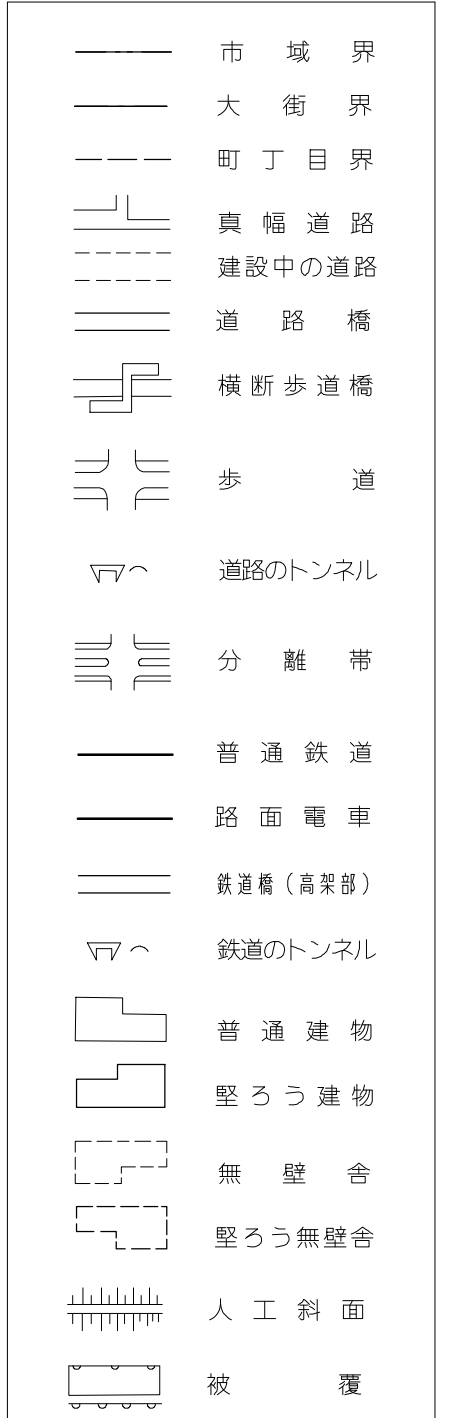 市域界
大街界
町丁目界
真幅道路
建設中の道路
道路橋
横断歩道橋
歩道
道路のトンネル
分離帯
普通鉄道
路面電車
鉄道橋（高架部）
鉄道のトンネル
普通建物
堅ろう建物
無壁舎
堅ろう無壁舎
人工斜面
被覆